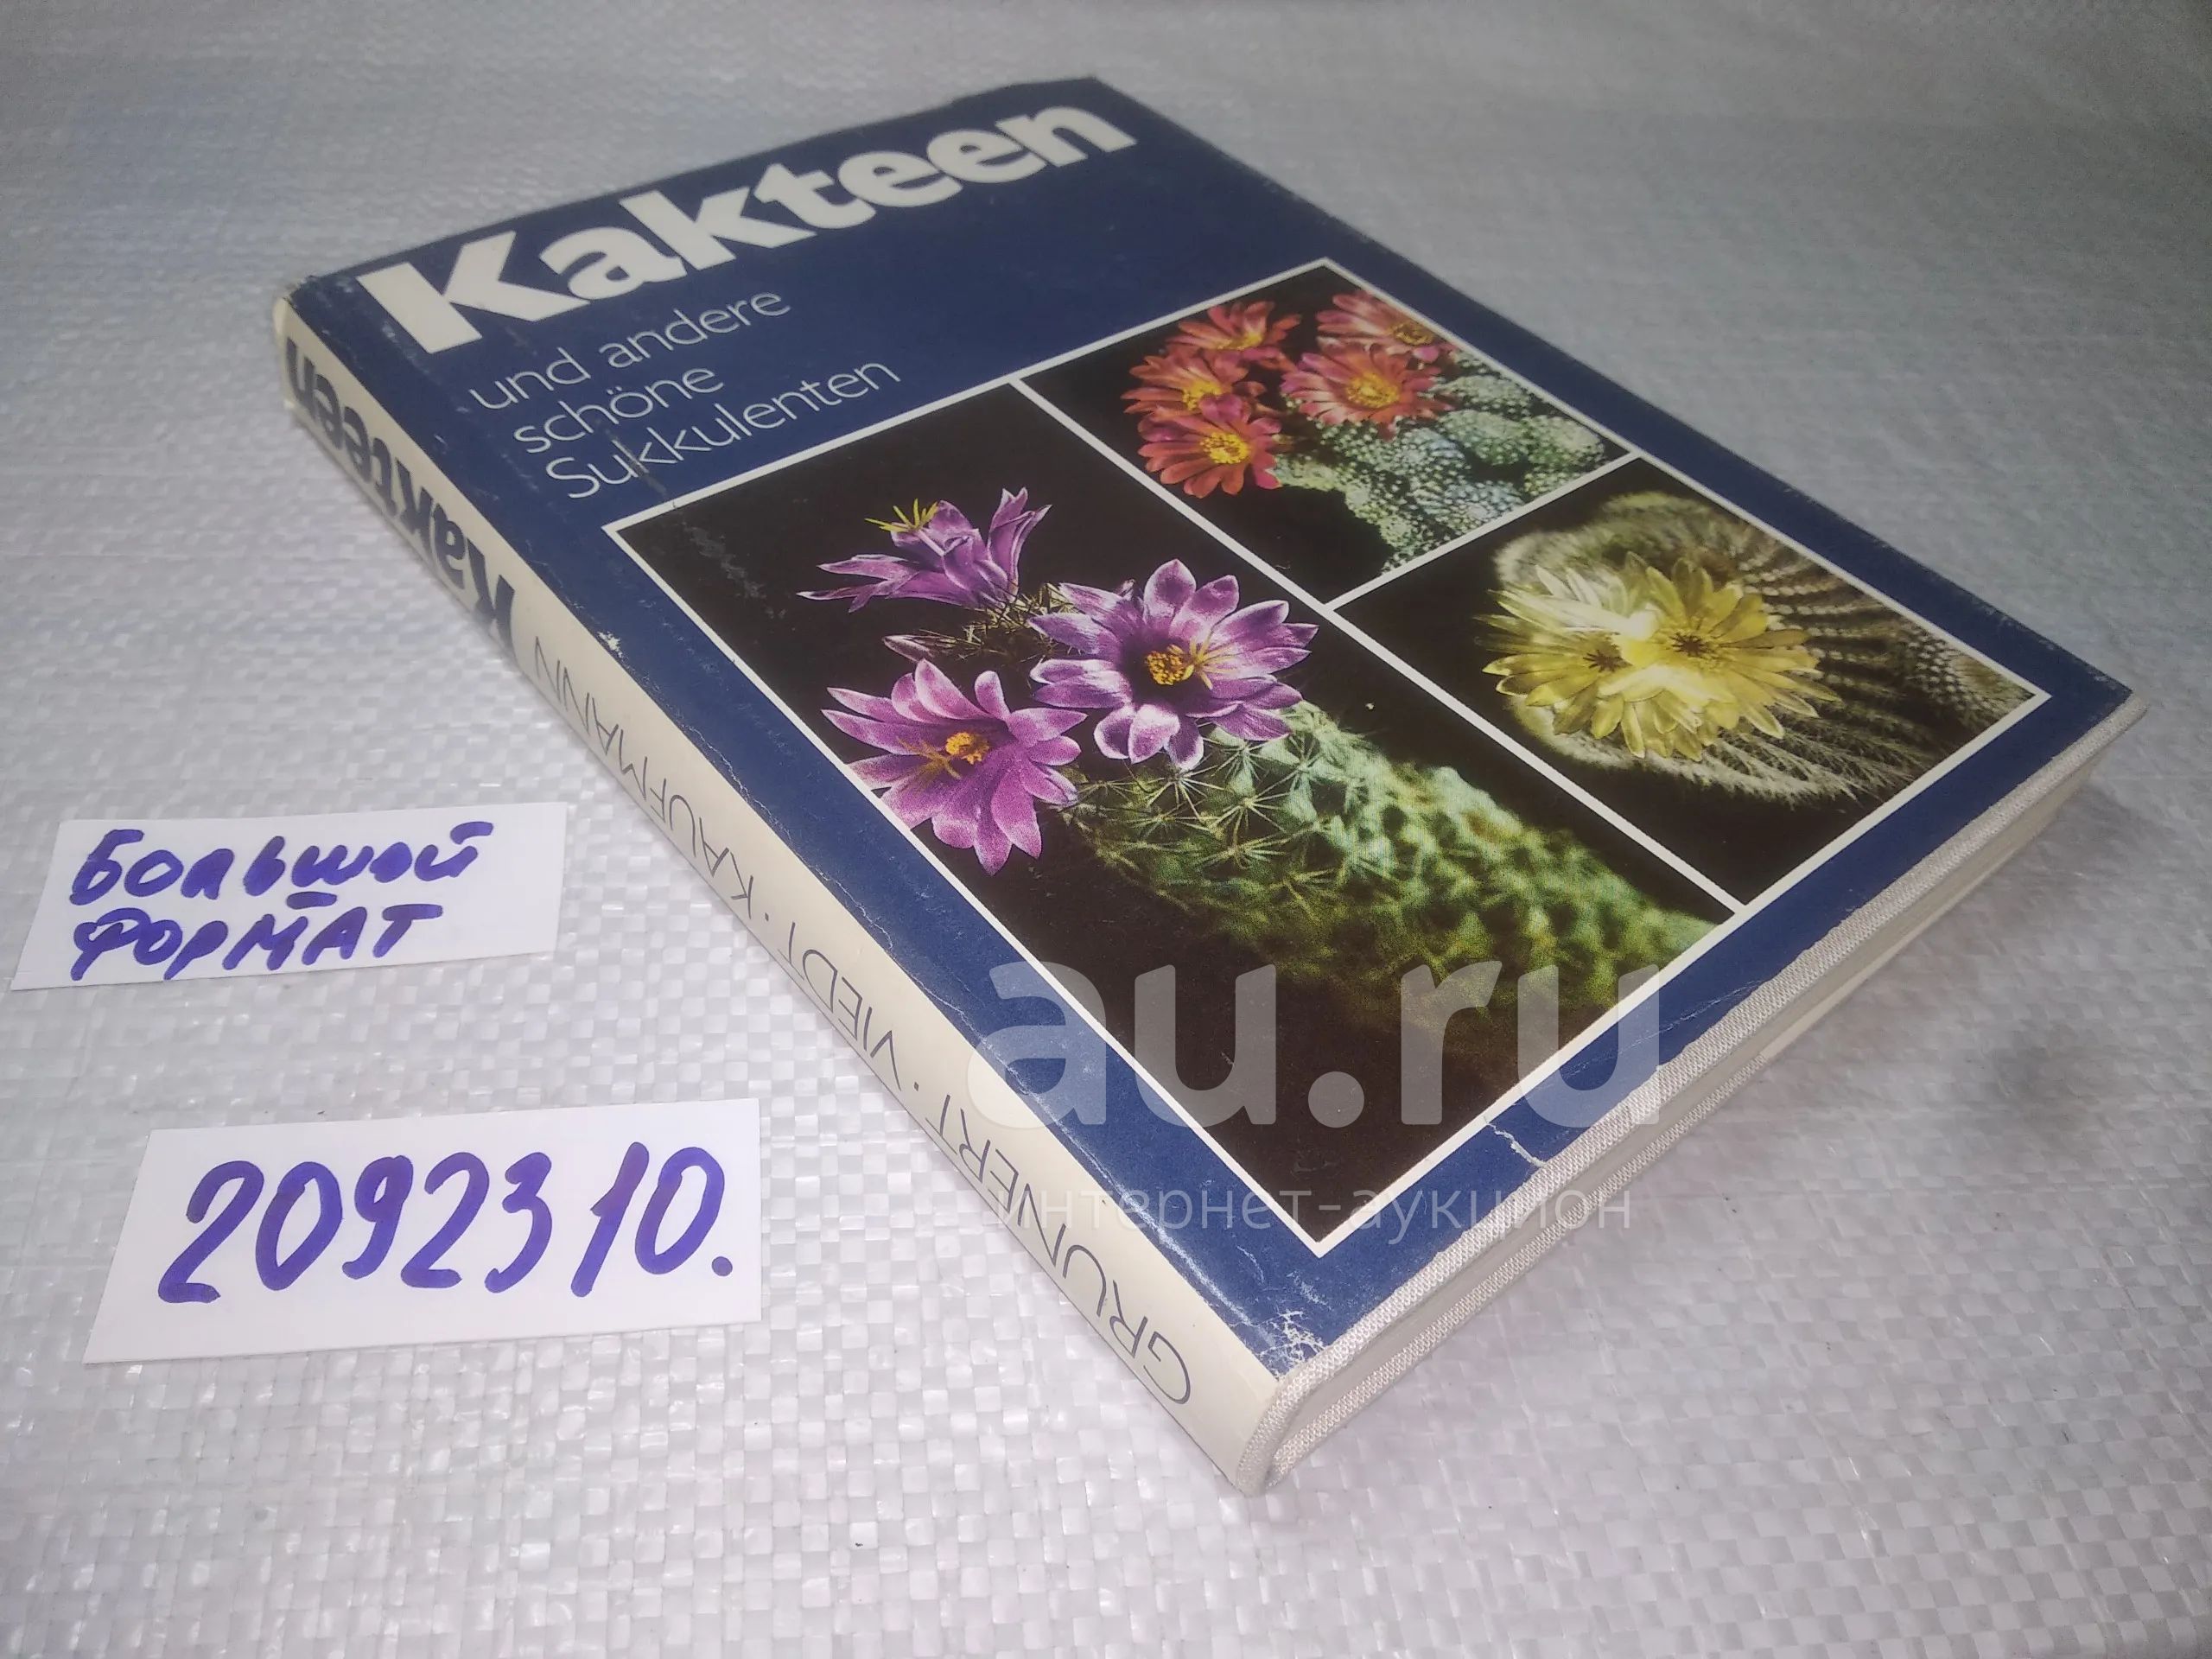 Kakteen
und andere
schöne
Sukkulenten
GRUNERT · VIEDT · KAUFMANN Kakteen
Большой
формат
2092310.
au.ru
интернет-аукцион